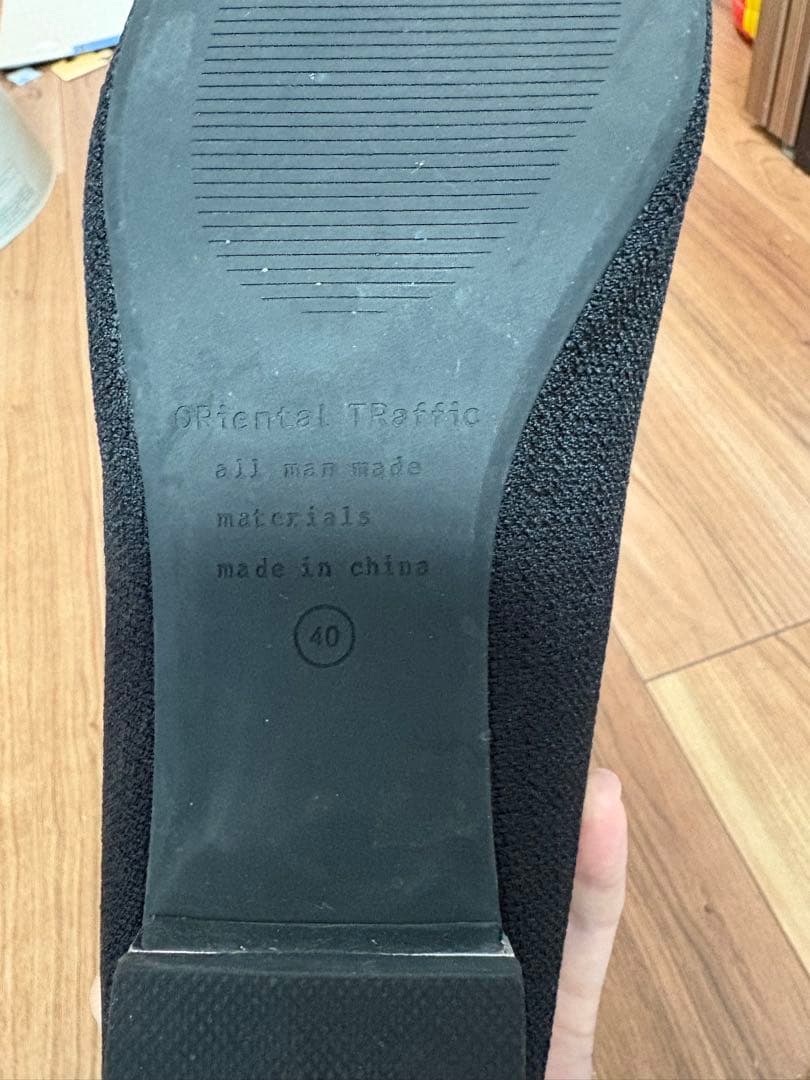 ORiental TRaffic
all man made
materials
made in china
40